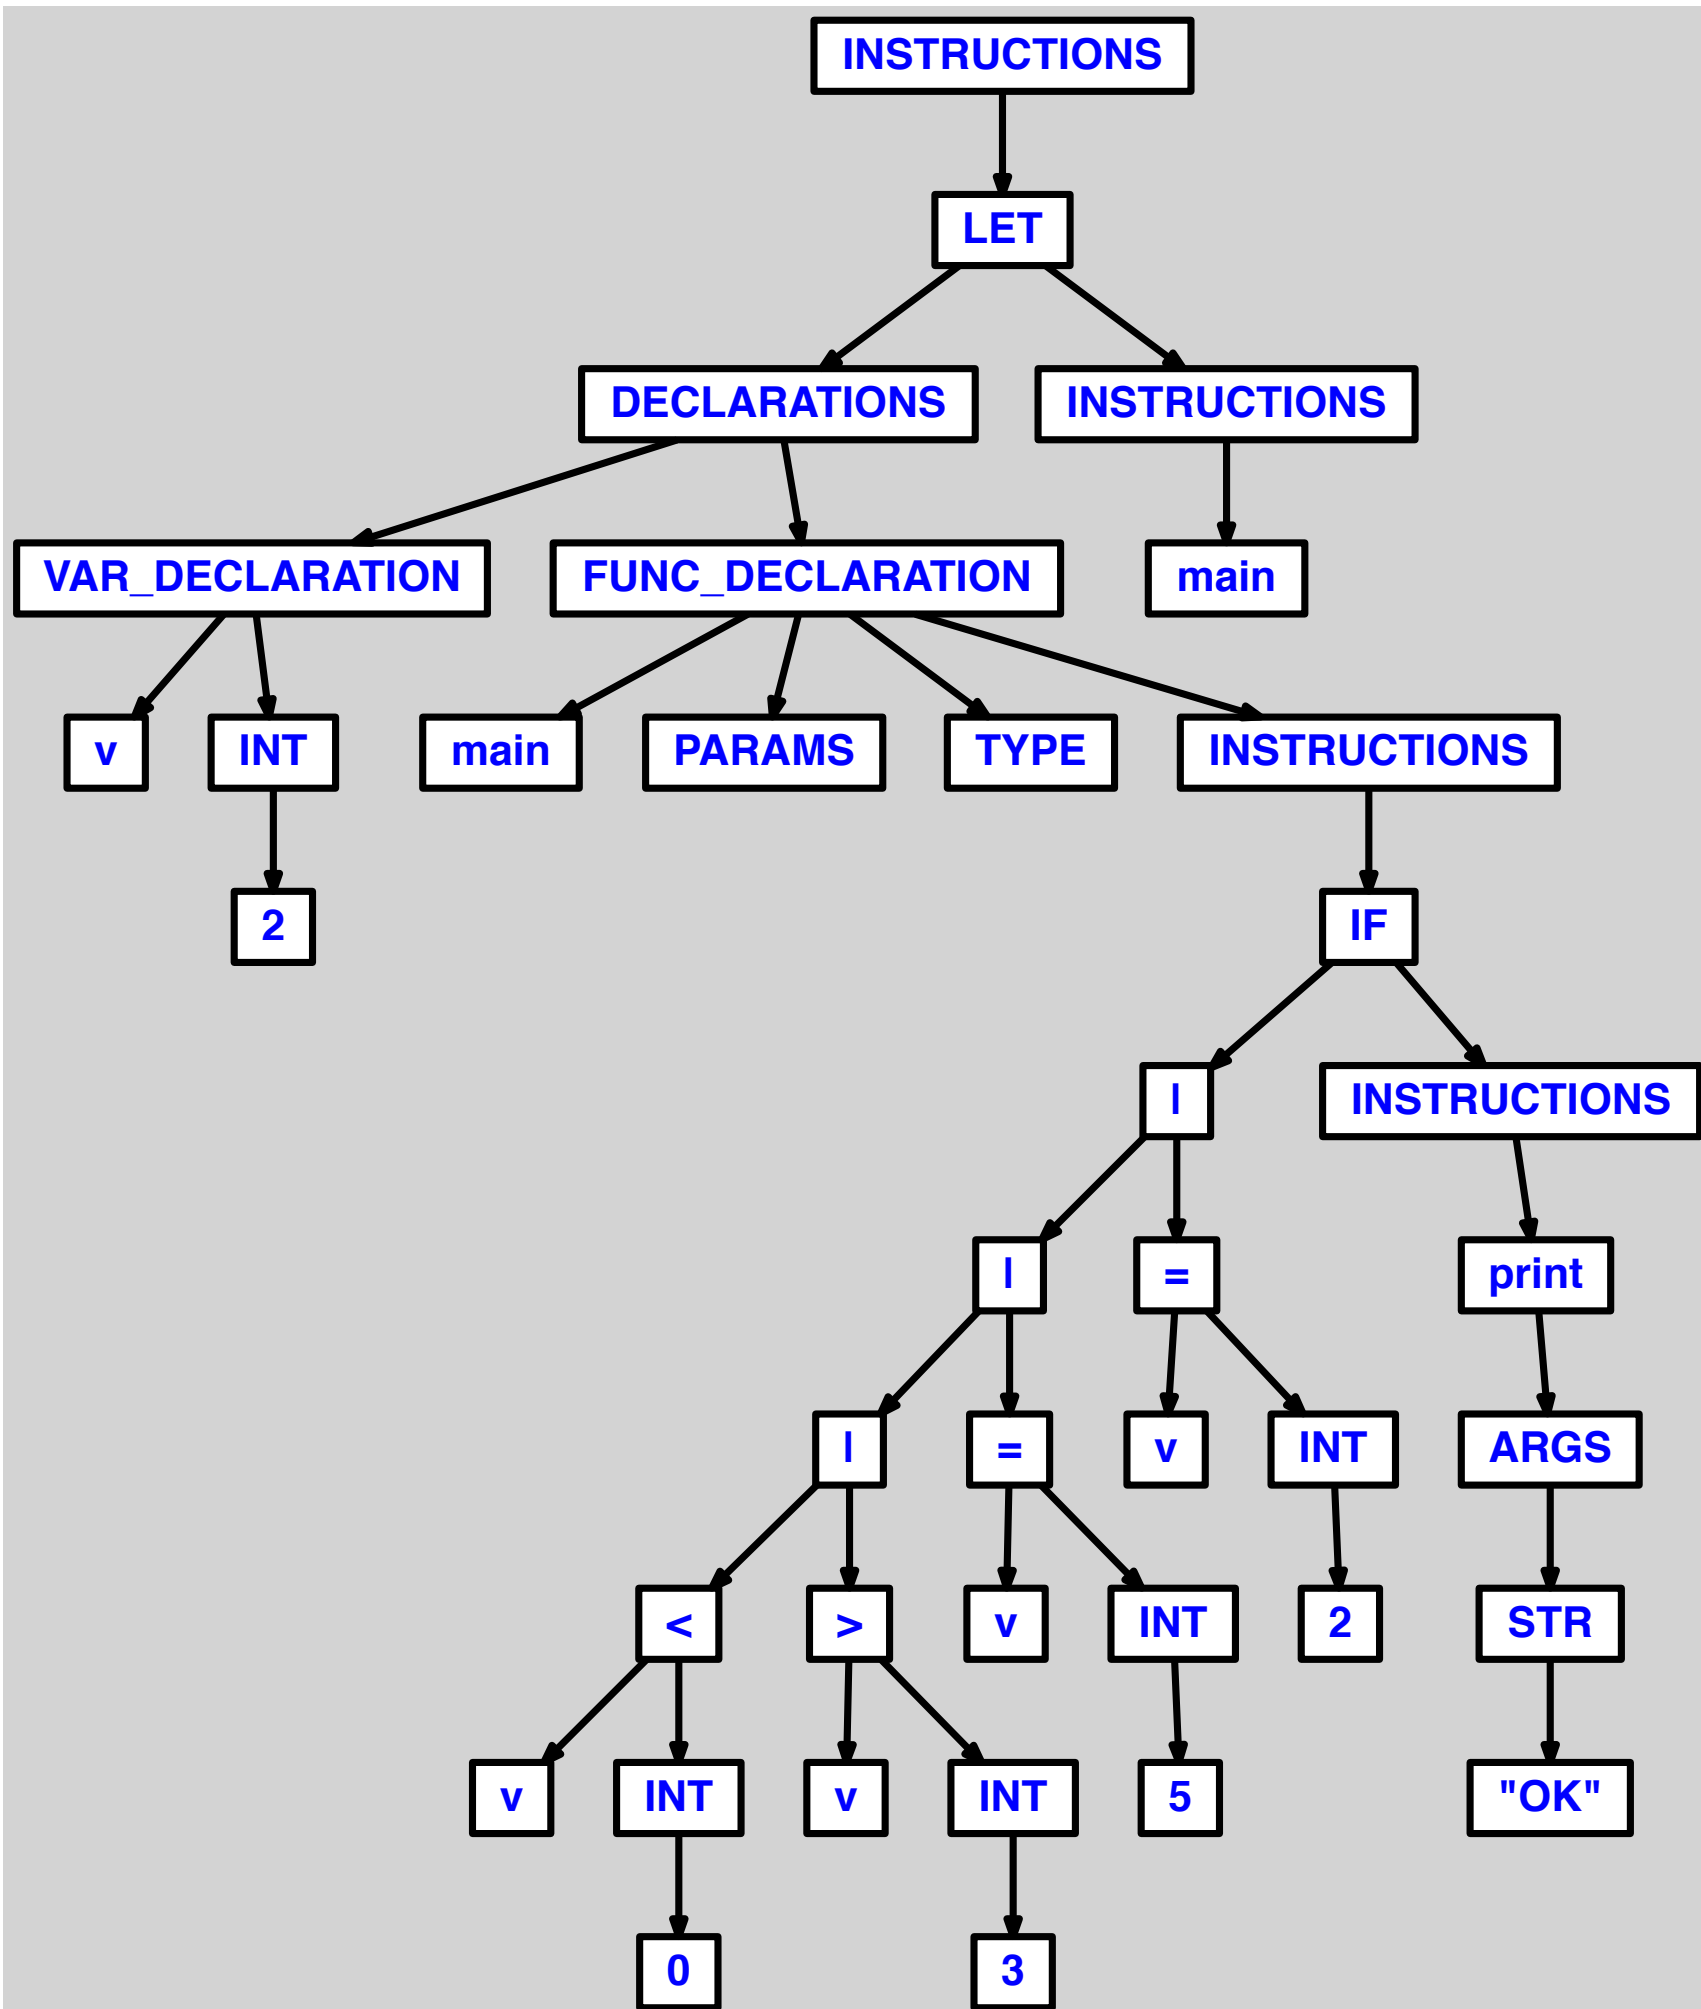 INSTRUCTIONS
LET
DECLARATIONS INSTRUCTIONS
VAR_DECLARATION FUNC_DECLARATION main
v INT main PARAMS TYPE INSTRUCTIONS
2 IF
| INSTRUCTIONS
| = print
| = v INT ARGS
< > v INT 2 STR
v INT v INT 5 "OK"
0 3